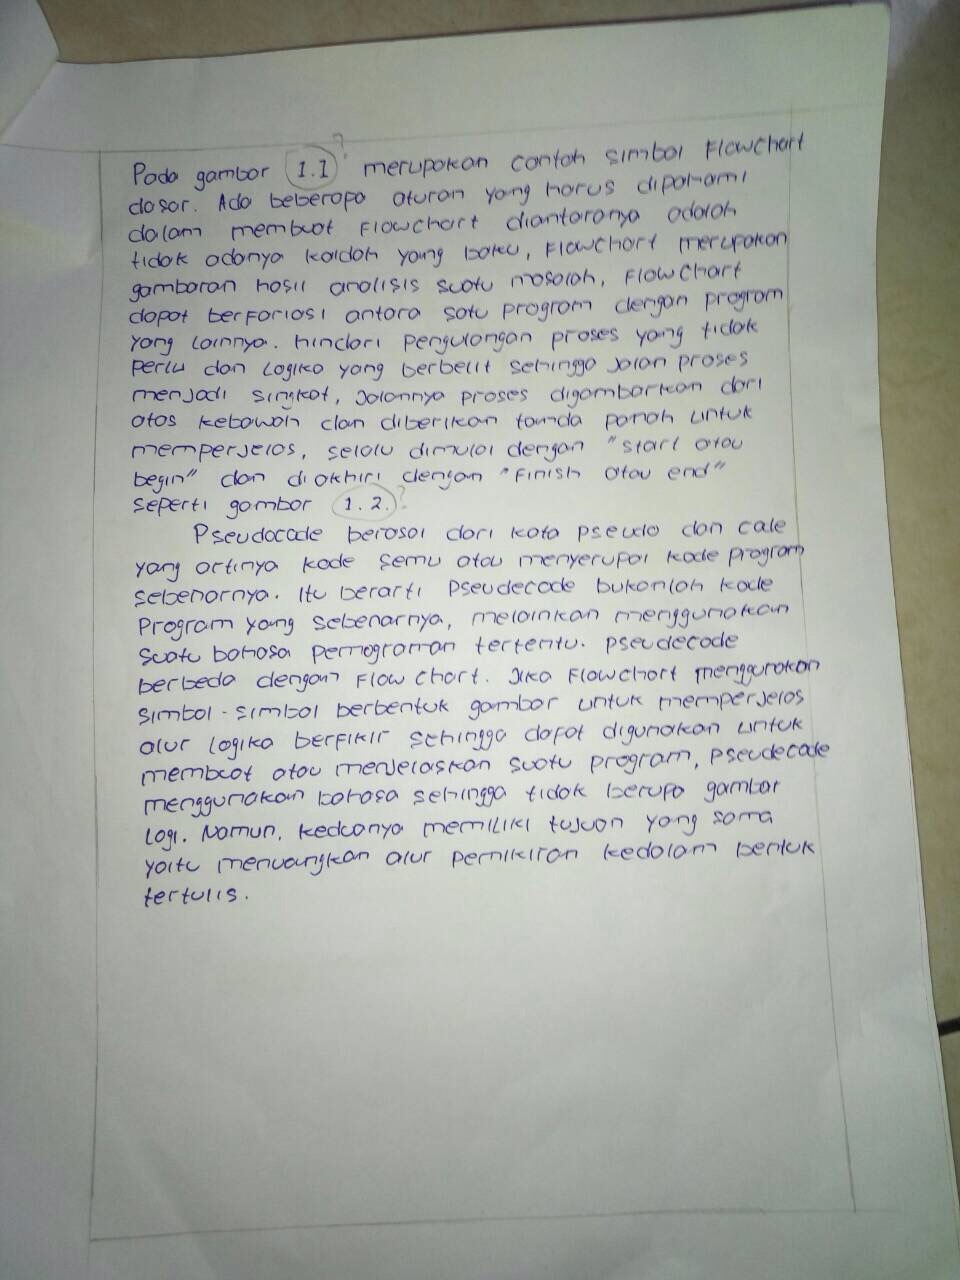 Pada gambar 1.1 ? merupakan contoh simbol Flowchart
dasar. Ada beberapa aturan yang harus dipahami
dalam membuat Flowchart diantaranya adalah
tidak adanya kaidah yang baku, Flowchart merupakan
gambaran hasil analisis suatu masalah, Flowchart
dapat berfariasi antara satu program dengan program
yang lainnya. hindari pengulangan proses yang tidak
perlu dan logika yang berbelit sehingga jalan proses
menjadi singkat, Jalannya proses digambarkan dari
atas kebawah dan diberikan tanda panah untuk
memperjelas, selalu dimulai dengan "start atau
begin" dan diakhiri dengan "Finish atau end"
seperti gambar 1.2. ?
Pseudocode berasal dari kata pseudo dan cale
yang artinya kode semu atau menyerupai kode program
sebenarnya. Itu berarti pseudecode bukanlah kode
program yang sebenarnya, melainkan menggunakan
suatu bahasa pemograman tertentu. pseudecode
berbeda dengan Flow chart. Jika Flowchart menggunakan
simbol-simbol berbentuk gambar untuk memperjelas
alur logika berfikir sehingga dapat digunakan untuk
membuat atau menjelaskan suatu program, pseudecode
menggunakan bahasa sehingga tidak berupa gambar
lagi. Namun, keduanya memiliki tujuan yang sama
yaitu menuangkan alur pemikiran kedalam bentuk
tertulis.